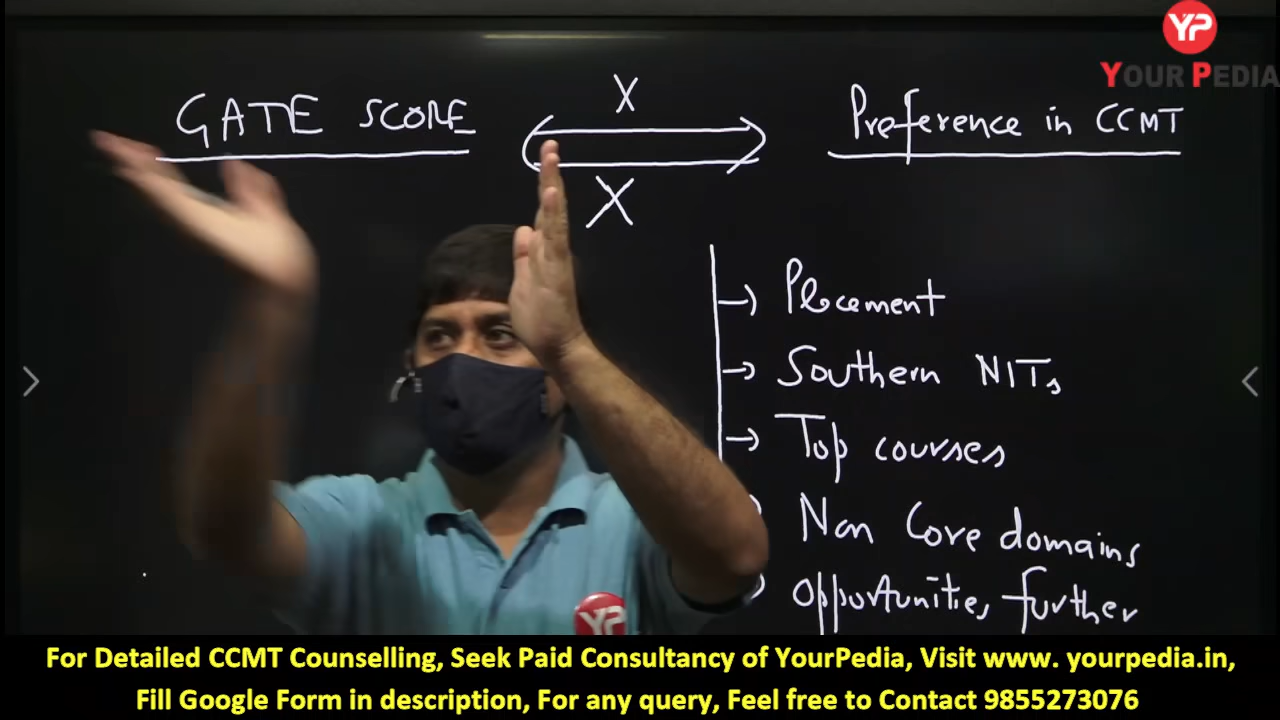 YP
YOUR PEDIA
X
GATE SCORE
Preference in CCMT
X
→ Placement
→ Southern NITs
→ Top courses
Non Core domains
Opportunities further
YP
For Detailed CCMT Counselling, Seek Paid Consultancy of YourPedia, Visit www. yourpedia.in,
Fill Google Form in description, For any query, Feel free to Contact 9855273076